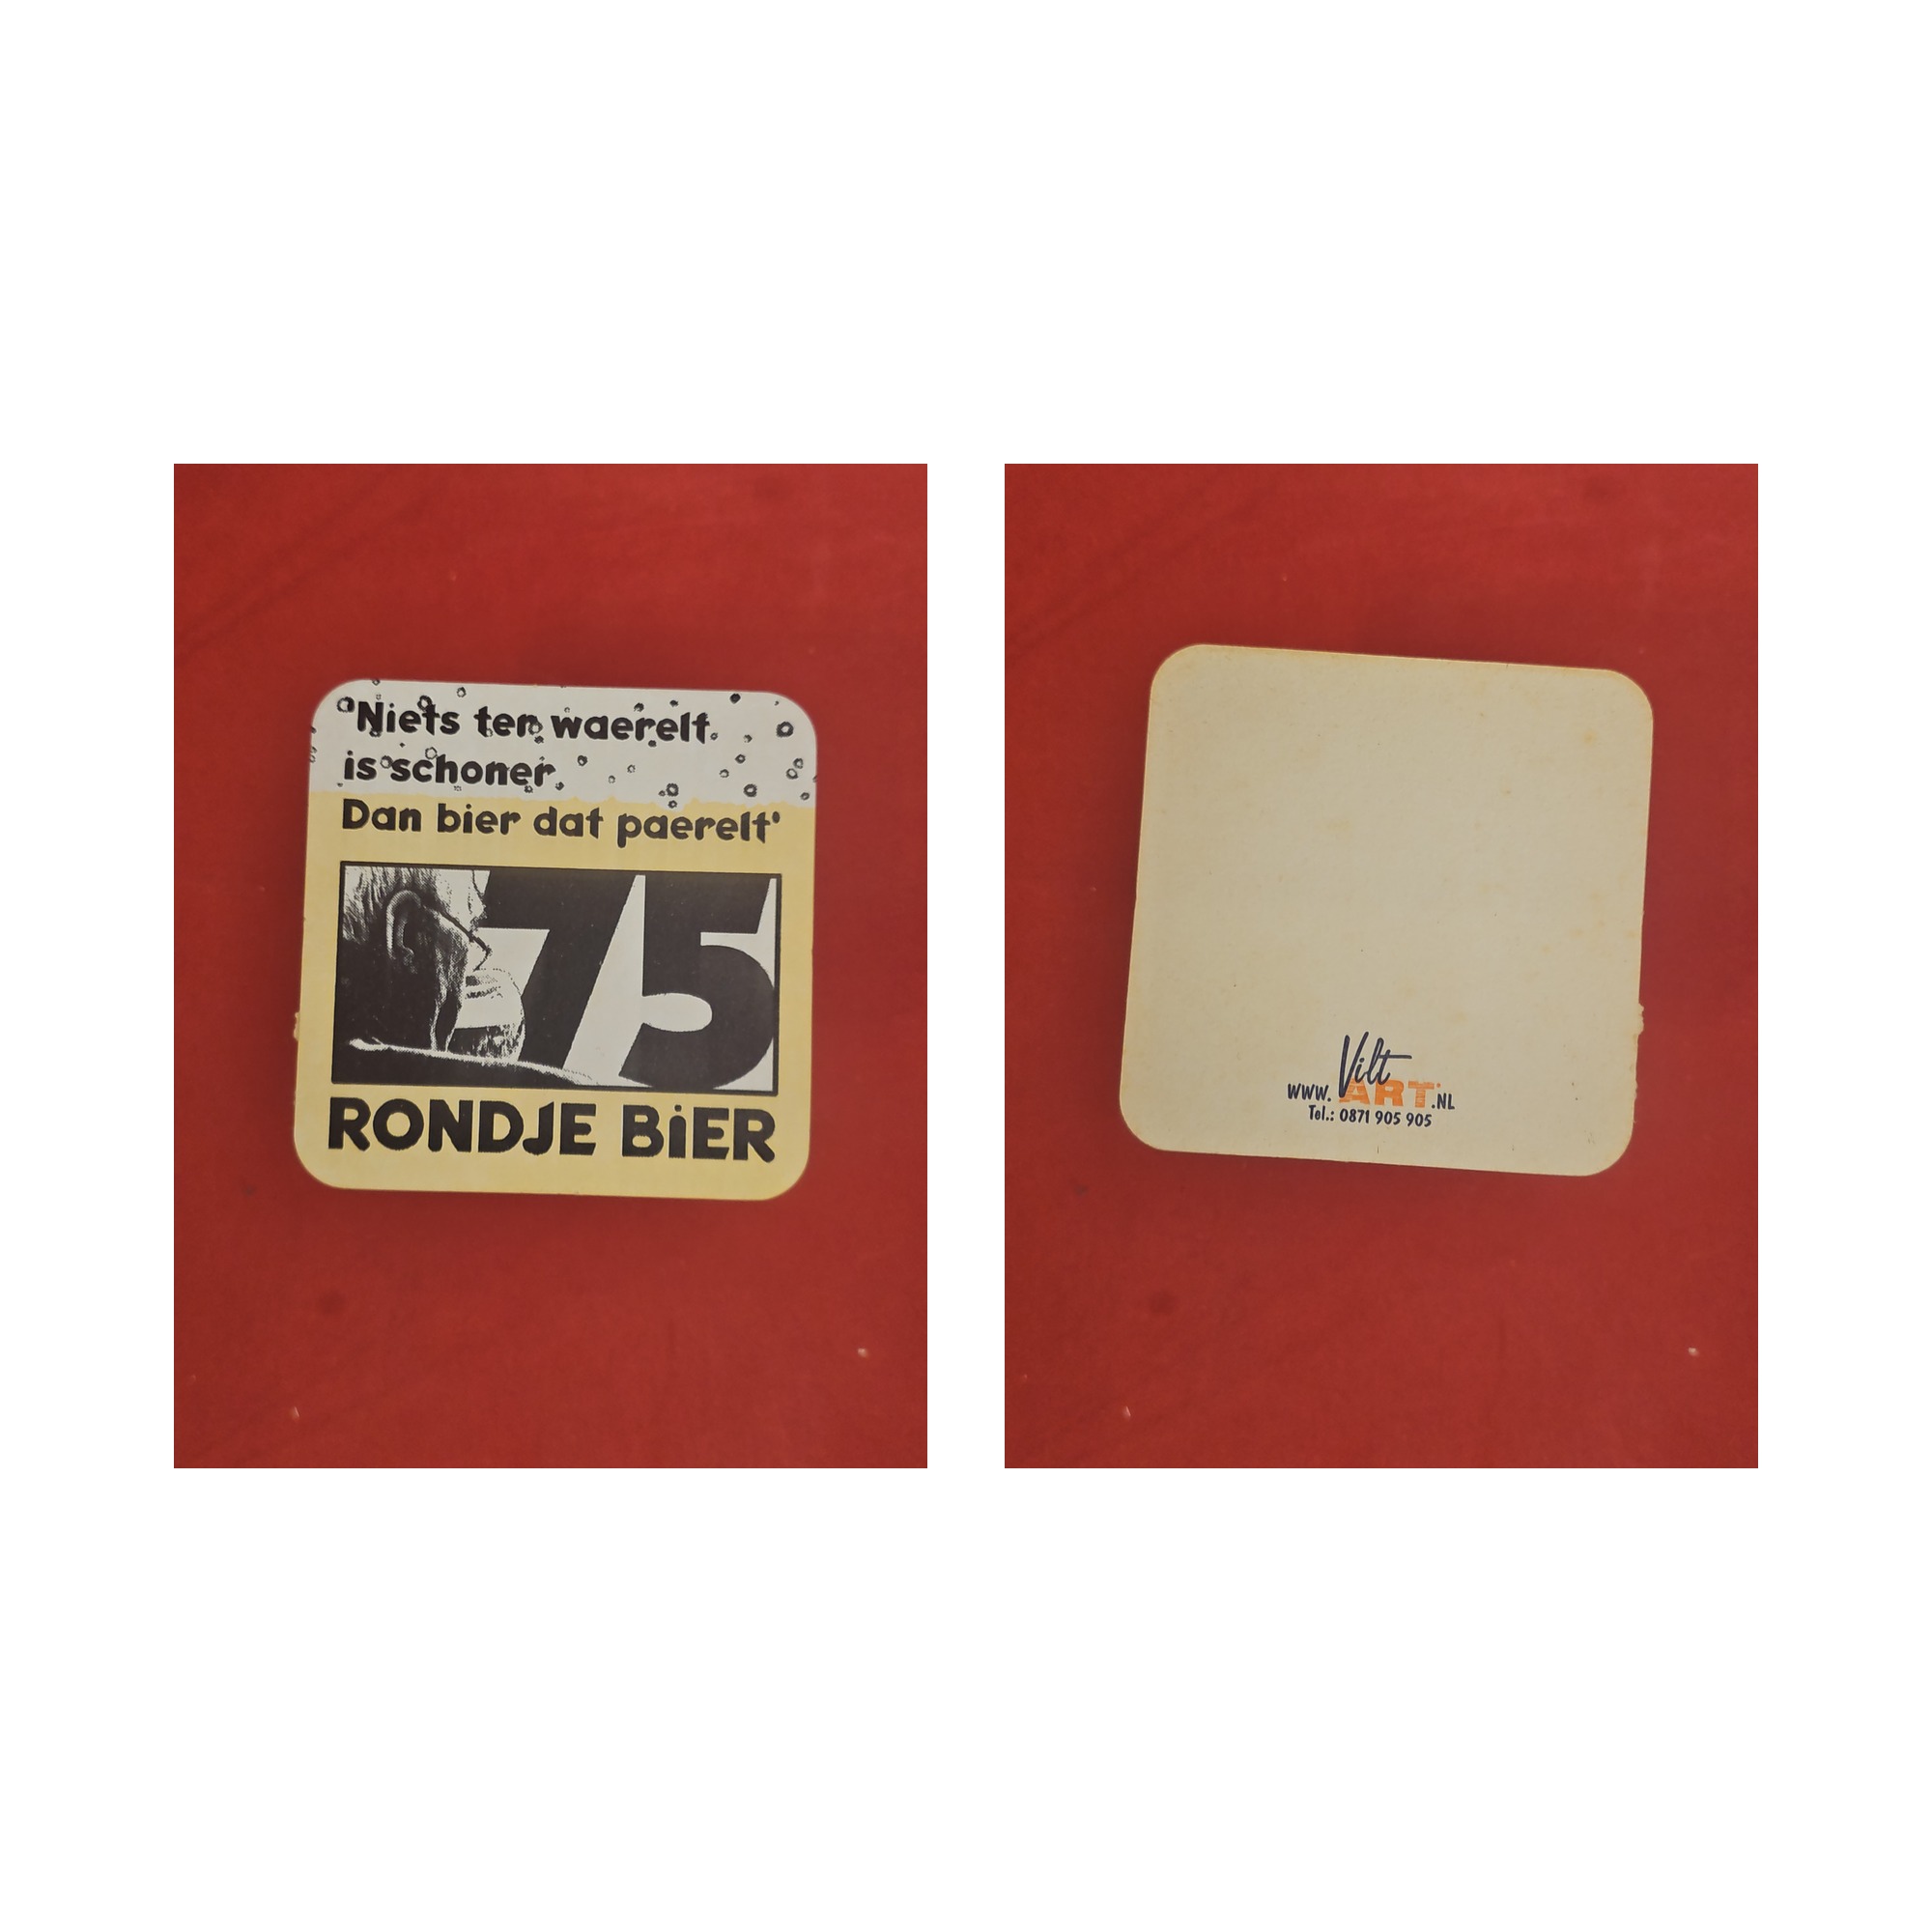 'Niets ter waerelt
is schoner
Dan bier dat paerelt'
75
RONDJE BiER
Vilt
www.ART.NL
Tel.: 0871 905 905